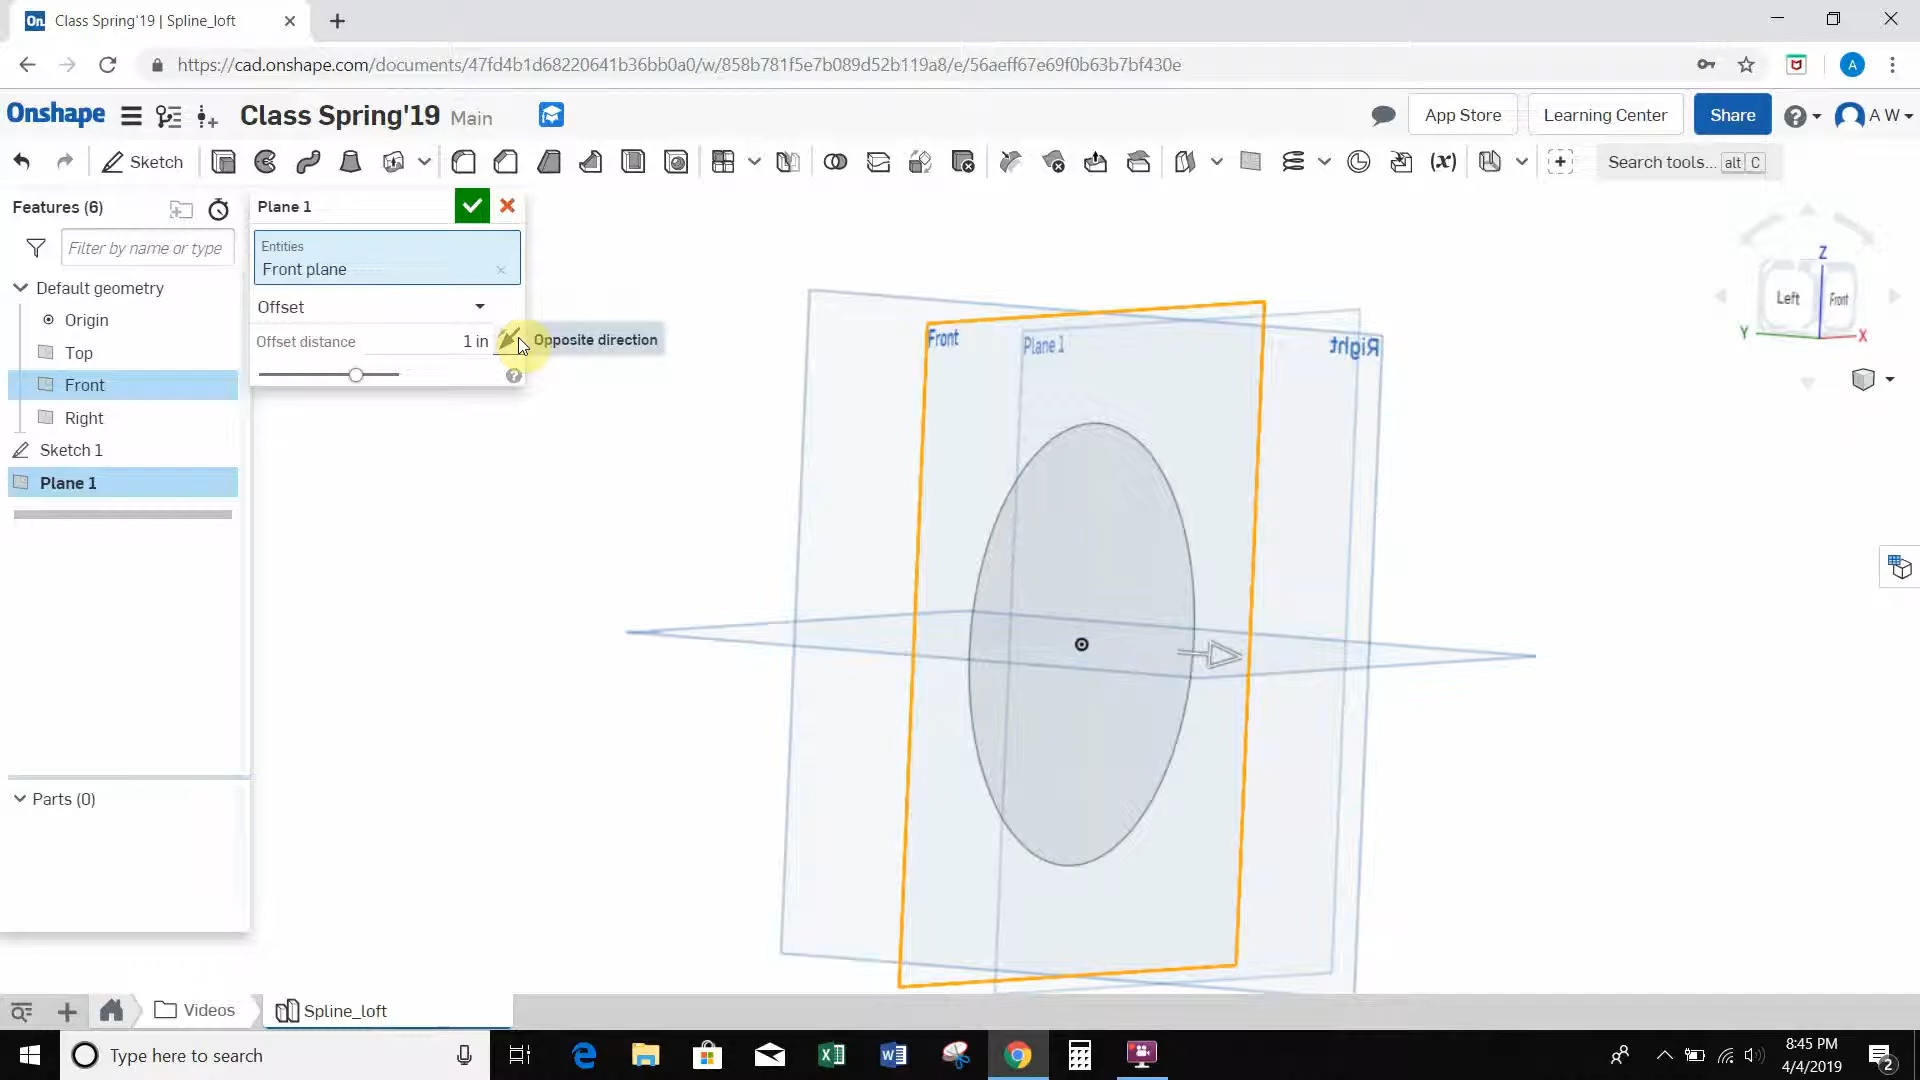 On Class Spring'19 | Spline_loft
https://cad.onshape.com/documents/47fd4b1d68220641b36bb0a0/w/858b781f5e7b089d52b119a8/e/56aeff67e69f0b63b7bf430e
A
Onshape
Class Spring'19 Main
App Store
Learning Center
Share
A W
Sketch
(x)
Search tools... alt C
Features (6)
Filter by name or type
Default geometry
Origin
Top
Front
Right
Sketch 1
Plane 1
Parts (0)
Plane 1
Entities
Front plane
Offset
Offset distance 1 in
Opposite direction
Front
Plane 1
Right
Z
Left
Front
Y
X
Videos
Spline_loft
Type here to search
8:45 PM
4/4/2019
2